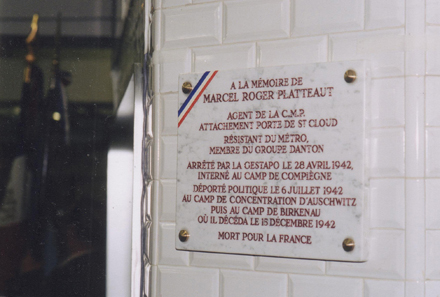 A LA MÉMOIRE DE
MARCEL ROGER PLATTEAUT
AGENT DE LA C.M.P.
ATTACHEMENT PORTE DE ST CLOUD
RÉSISTANT DU MÉTRO,
MEMBRE DU GROUPE DANTON
ARRÊTÉ PAR LA GESTAPO LE 28 AVRIL 1942,
INTERNÉ AU CAMP DE COMPIÈGNE
DÉPORTÉ POLITIQUE LE 6 JUILLET 1942
AU CAMP DE CONCENTRATION D'AUSCHWITZ
PUIS AU CAMP DE BIRKENAU
OÙ IL DÉCÉDA LE 15 DÉCEMBRE 1942
MORT POUR LA FRANCE